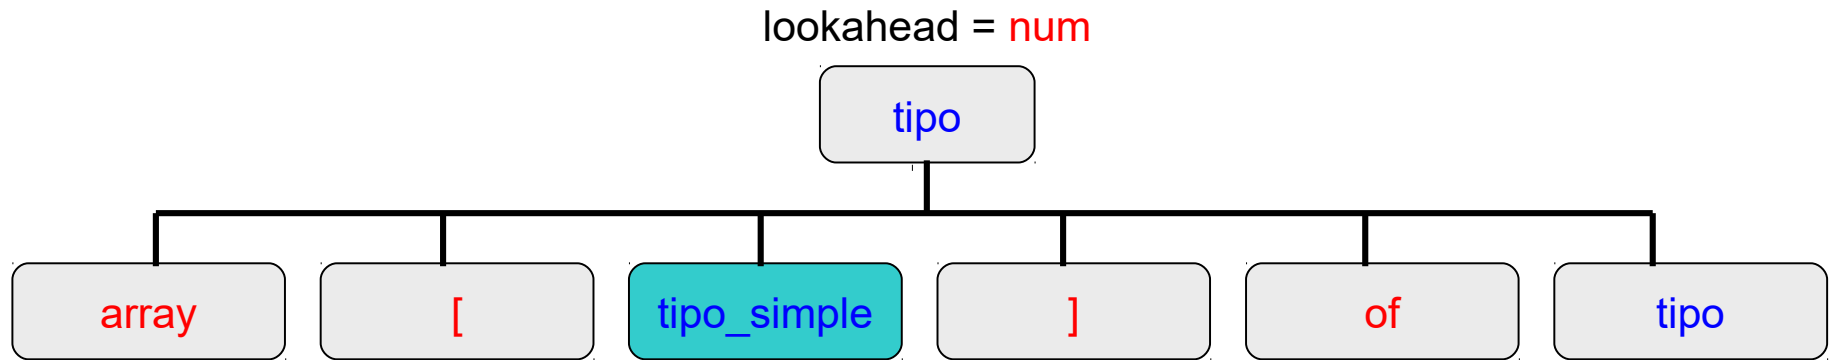 lookahead = num
tipo
array [ tipo_simple ] of tipo